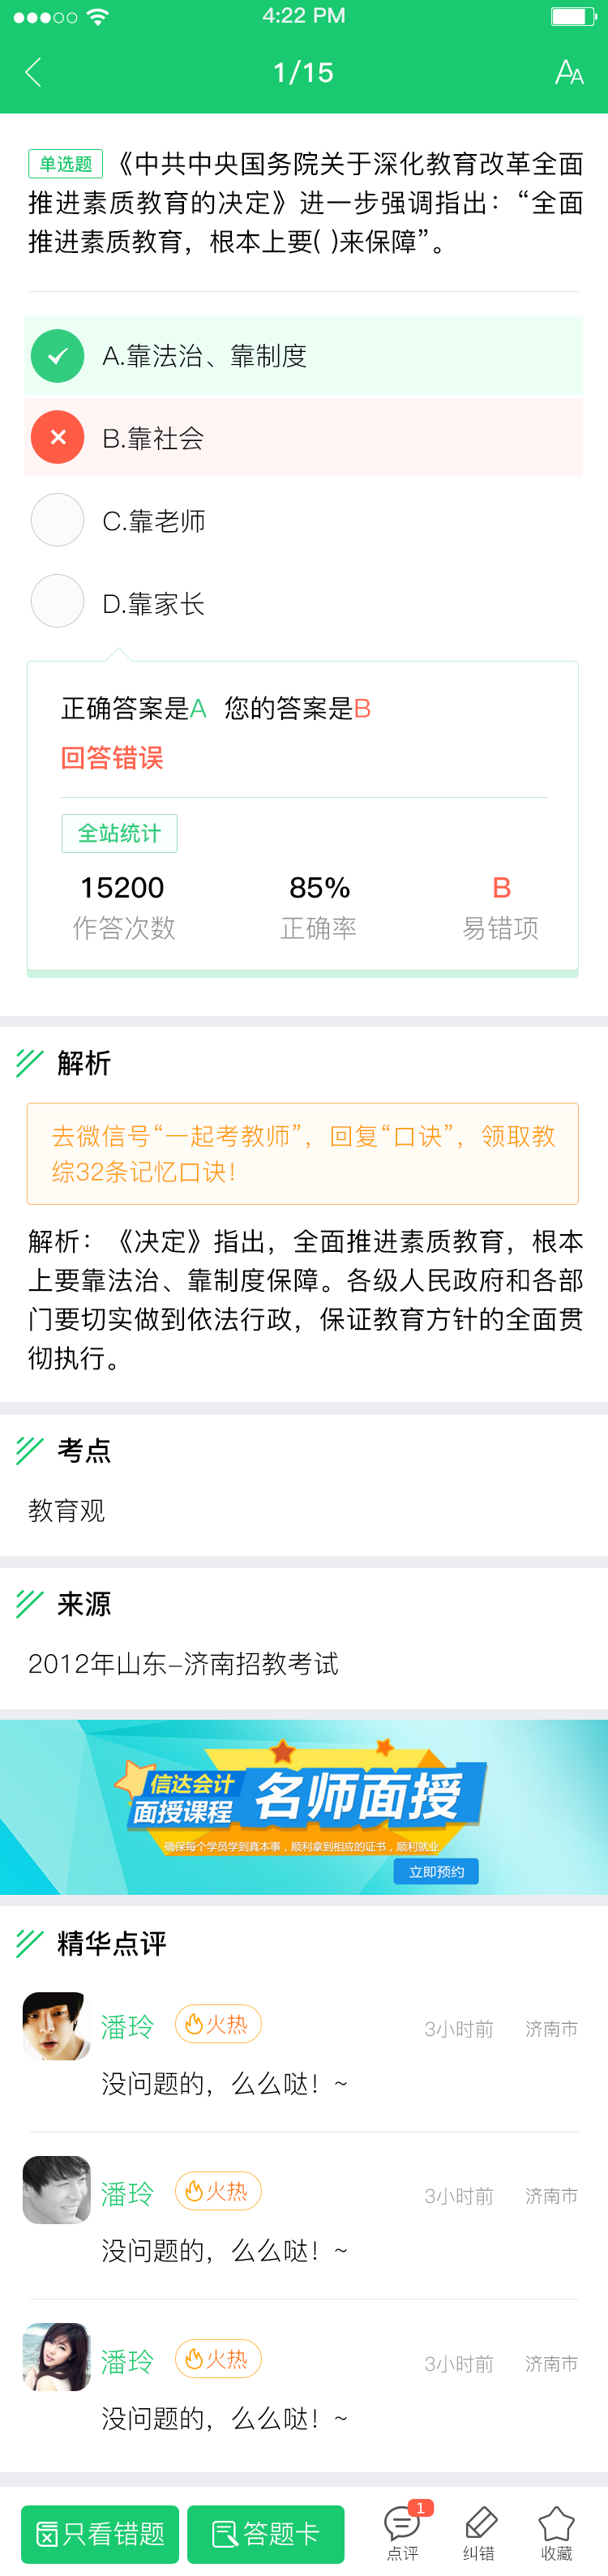 4:22 PM
1/15
AA
单选题 《中共中央国务院关于深化教育改革全面
推进素质教育的决定》进一步强调指出：“全面
推进素质教育，根本上要( )来保障”。
A.靠法治、靠制度
B.靠社会
C.靠老师
D.靠家长
正确答案是A 您的答案是B
回答错误
全站统计
15200 85% B
作答次数 正确率 易错项
解析
去微信号“一起考教师”，回复“口诀”，领取教
综32条记忆口诀！
解析：《决定》指出，全面推进素质教育，根本
上要靠法治、靠制度保障。各级人民政府和各部
门要切实做到依法行政，保证教育方针的全面贯
彻执行。
考点
教育观
来源
2012年山东-济南招教考试
信达会计
面授课程 名师面授
确保每个学员学到真本事，顺利拿到相应的证书，顺利就业
立即预约
精华点评
潘玲 火热 3小时前 济南市
没问题的，么么哒！~
潘玲 火热 3小时前 济南市
没问题的，么么哒！~
潘玲 火热 3小时前 济南市
没问题的，么么哒！~
只看错题 答题卡 1
点评 纠错 收藏